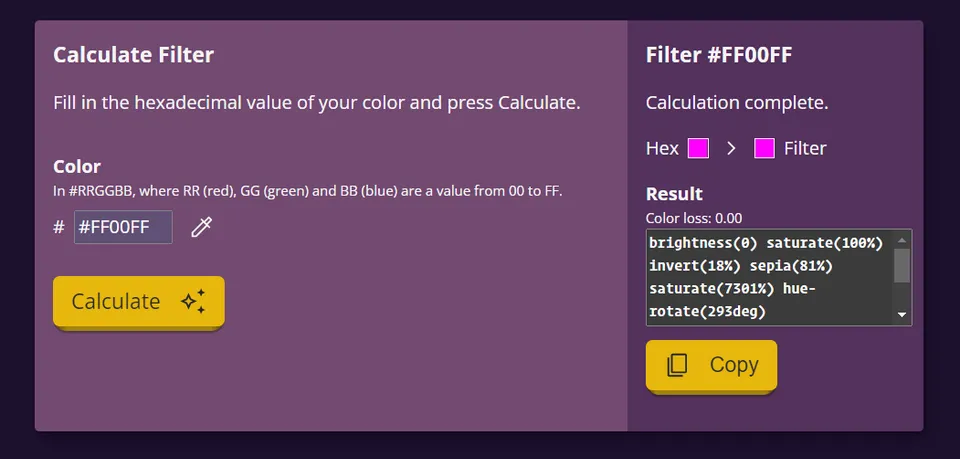 Calculate Filter
Fill in the hexadecimal value of your color and press Calculate.
Color
In #RRGGBB, where RR (red), GG (green) and BB (blue) are a value from 00 to FF.
# #FF00FF
Calculate
Filter #FF00FF
Calculation complete.
Hex > Filter
Result
Color loss: 0.00
brightness(0) saturate(100%)
invert(18%) sepia(81%)
saturate(7301%) hue-
rotate(293deg)
Copy